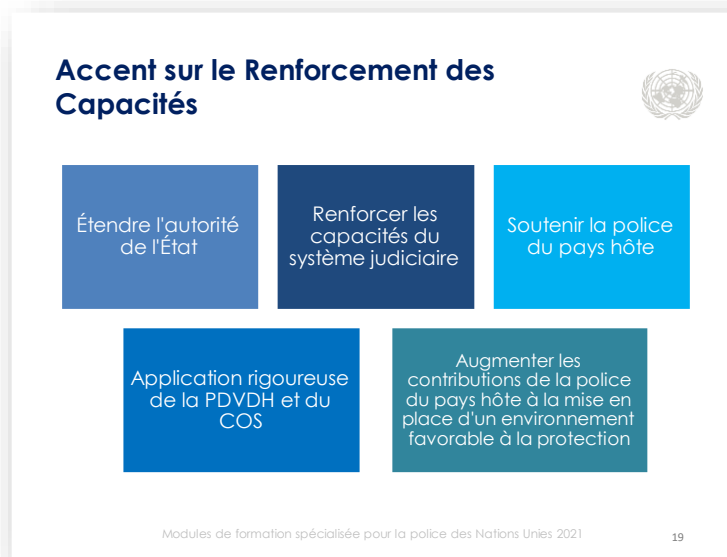 Accent sur le Renforcement des
Capacités
Étendre l'autorité
de l'État
Renforcer les
capacités du
système judiciaire
Soutenir la police
du pays hôte
Application rigoureuse
de la PDVDH et du
COS
Augmenter les
contributions de la police
du pays hôte à la mise en
place d'un environnement
favorable à la protection
Modules de formation spécialisée pour la police des Nations Unies 2021
19